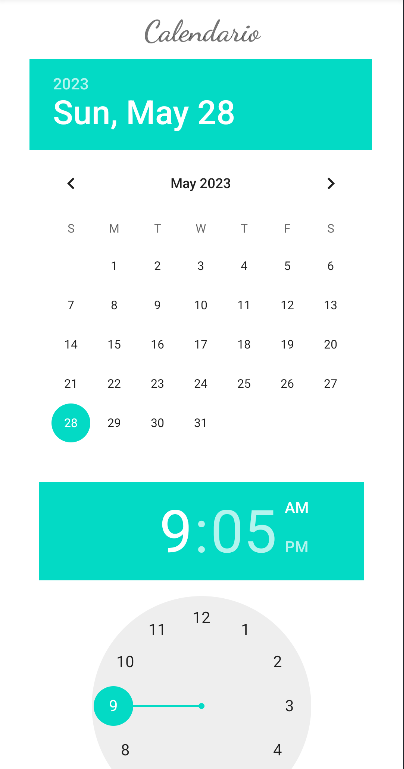 Calendario
2023
Sun, May 28
May 2023
S M T W T F S
1 2 3 4 5 6
7 8 9 10 11 12 13
14 15 16 17 18 19 20
21 22 23 24 25 26 27
28 29 30 31
9:05 AM
PM
12
11 1
10 2
9 3
8 4